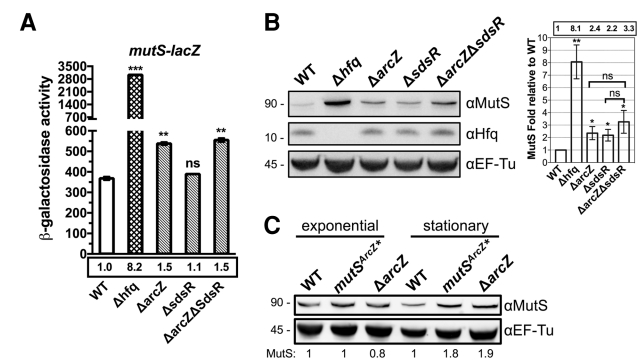 A
mutS-lacZ
β-galactosidase activity
3500
2800
2100
1400
700
600
500
400
300
200
100
0
***
**
ns
**
1.0 8.2 1.5 1.1 1.5
WT Δhfq ΔarcZ ΔsdsR ΔarcZΔSdsR
B
WT Δhfq ΔarcZ ΔsdsR ΔarcZΔsdsR
90 - αMutS
10 - αHfq
45 - αEF-Tu
1 8.1 2.4 2.2 3.3
MutS Fold relative to WT
10
9
8
7
6
5
4
3
2
1
0
**
ns
ns
* * *
WT Δhfq ΔarcZ ΔsdsR ΔarcZΔsdsR
C
exponential stationary
WT mutS^ArcZ* ΔarcZ WT mutS^ArcZ* ΔarcZ
90 - αMutS
45 - αEF-Tu
MutS: 1 1 0.8 1 1.8 1.9